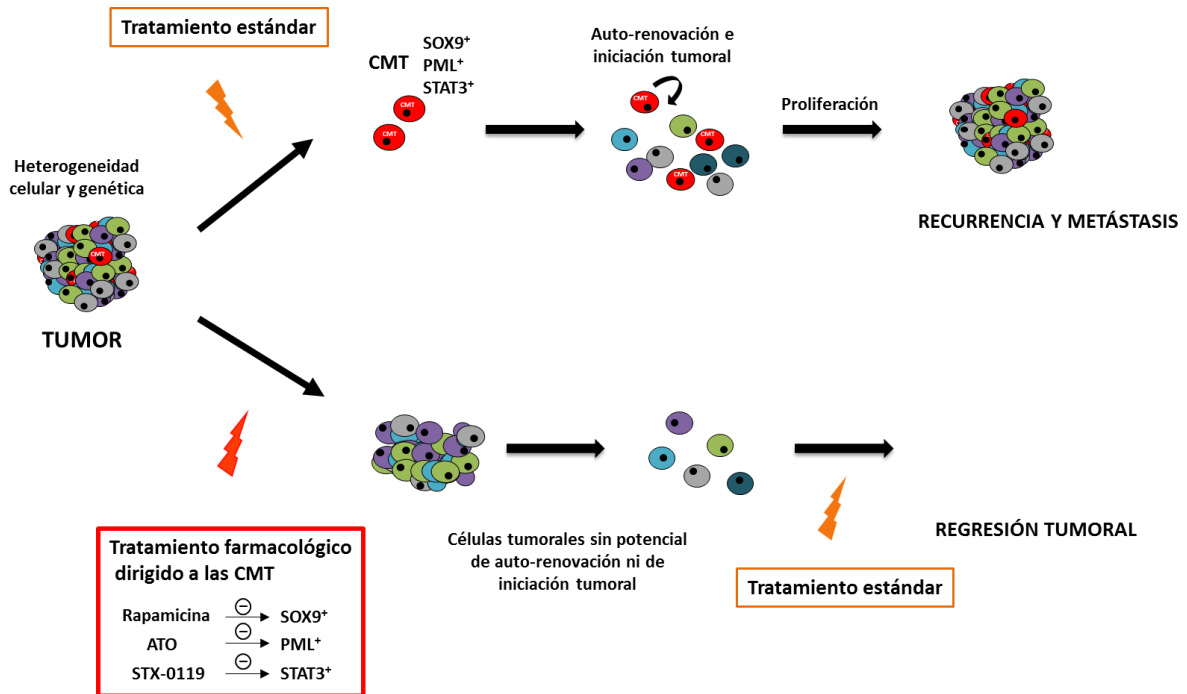 Tratamiento estándar
CMT
SOX9+
PML+
STAT3+
CMT
CMT
Auto-renovación e
iniciación tumoral
CMT
CMT
CMT
Proliferación
Heterogeneidad
celular y genética
CMT
TUMOR
RECURRENCIA Y METÁSTASIS
Tratamiento farmacológico
dirigido a las CMT
Rapamicina ⊖ SOX9+
ATO ⊖ PML+
STX-0119 ⊖ STAT3+
Células tumorales sin potencial
de auto-renovación ni de
iniciación tumoral
Tratamiento estándar
REGRESIÓN TUMORAL